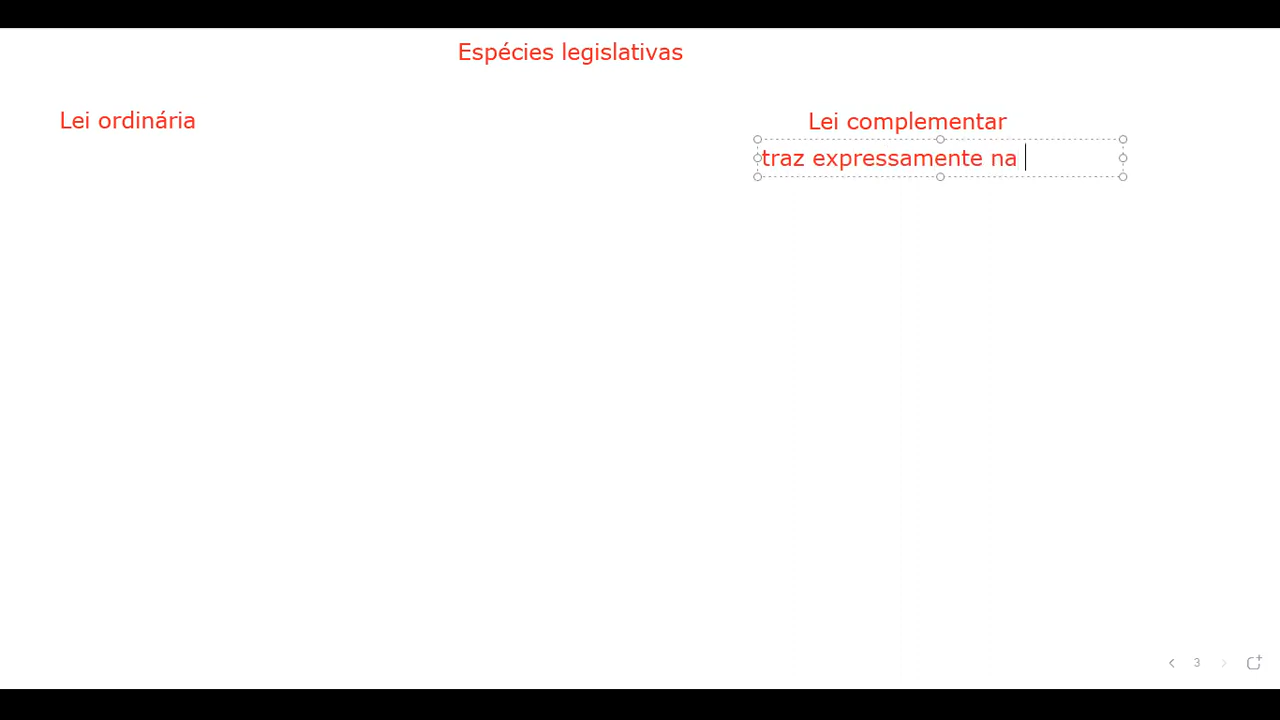 Espécies legislativas
Lei ordinária
Lei complementar
traz expressamente na
3